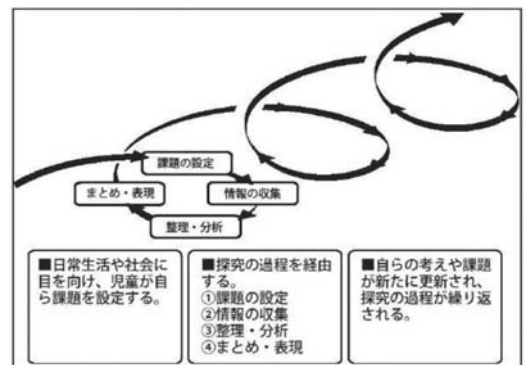 課題の設定
まとめ・表現
情報の収集
整理・分析
■日常生活や社会に
目を向け、児童が自
ら課題を設定する。
■探究の過程を経由
する。
①課題の設定
②情報の収集
③整理・分析
④まとめ・表現
■自らの考えや課題
が新たに更新され、
探究の過程が繰り返
される。